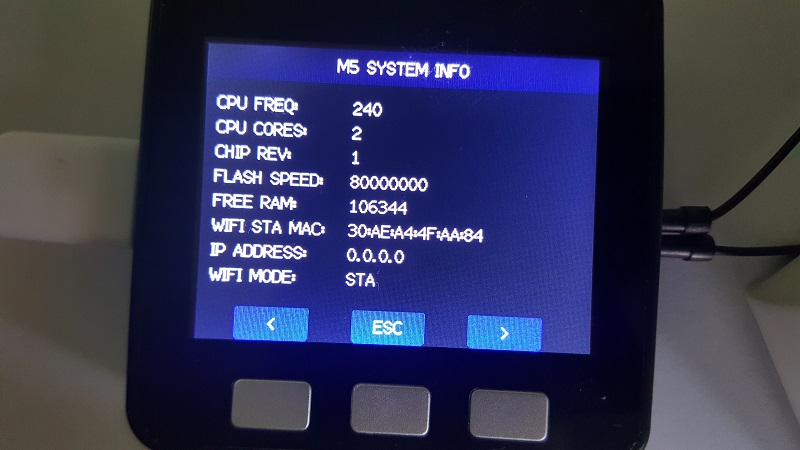 M5 SYSTEM INFO
CPU FREQ: 240
CPU CORES: 2
CHIP REV: 1
FLASH SPEED: 80000000
FREE RAM: 106344
WIFI STA MAC: 30:AE:A4:4F:AA:84
IP ADDRESS: 0.0.0.0
WIFI MODE: STA
< ESC >